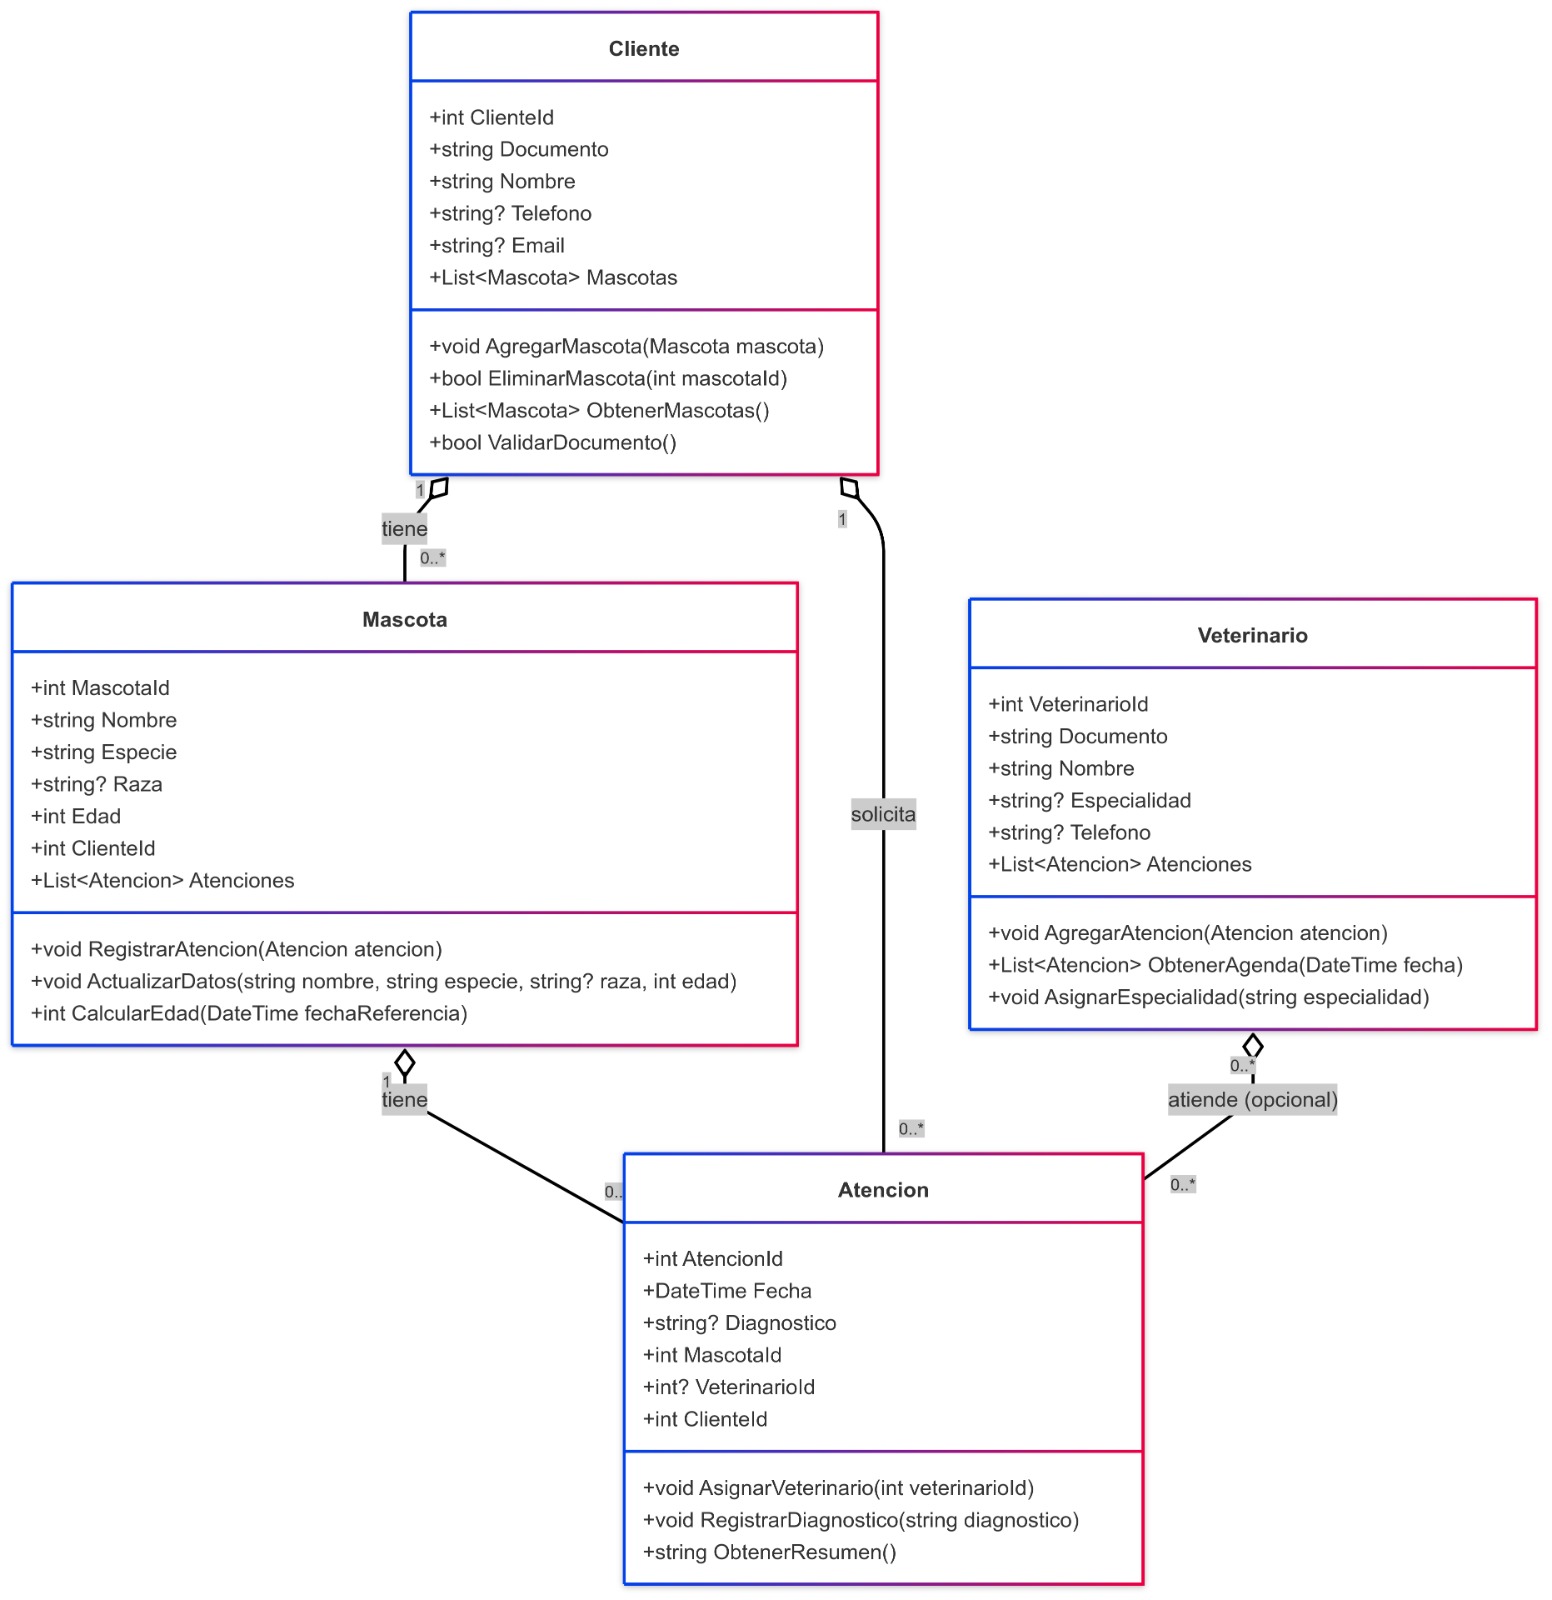 Cliente
+int ClienteId
+string Documento
+string Nombre
+string? Telefono
+string? Email
+List<Mascota> Mascotas
+void AgregarMascota(Mascota mascota)
+bool EliminarMascota(int mascotaId)
+List<Mascota> ObtenerMascotas()
+bool ValidarDocumento()
1
tiene
0..*
1
solicita
0..*
Mascota
+int MascotaId
+string Nombre
+string Especie
+string? Raza
+int Edad
+int ClienteId
+List<Atencion> Atenciones
+void RegistrarAtencion(Atencion atencion)
+void ActualizarDatos(string nombre, string especie, string? raza, int edad)
+int CalcularEdad(DateTime fechaReferencia)
Veterinario
+int VeterinarioId
+string Documento
+string Nombre
+string? Especialidad
+string? Telefono
+List<Atencion> Atenciones
+void AgregarAtencion(Atencion atencion)
+List<Atencion> ObtenerAgenda(DateTime fecha)
+void AsignarEspecialidad(string especialidad)
1
tiene
0..
0..*
atiende (opcional)
0..*
Atencion
+int AtencionId
+DateTime Fecha
+string? Diagnostico
+int MascotaId
+int? VeterinarioId
+int ClienteId
+void AsignarVeterinario(int veterinarioId)
+void RegistrarDiagnostico(string diagnostico)
+string ObtenerResumen()